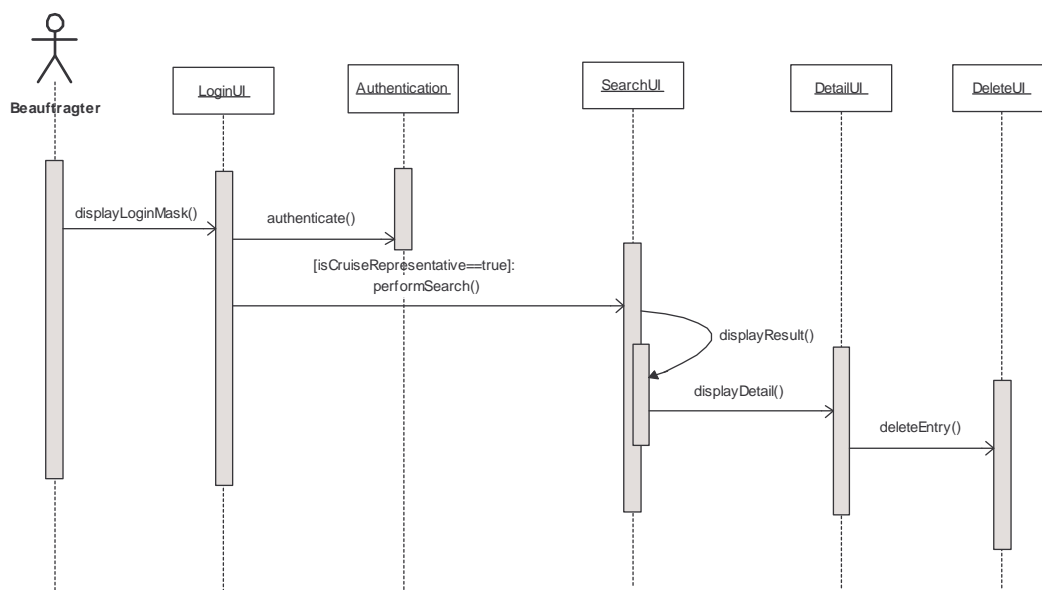 Beauftragter
LoginUI
Authentication
SearchUI
DetailUI
DeleteUI
displayLoginMask()
authenticate()
[isCruiseRepresentative==true]:
performSearch()
displayResult()
displayDetail()
deleteEntry()